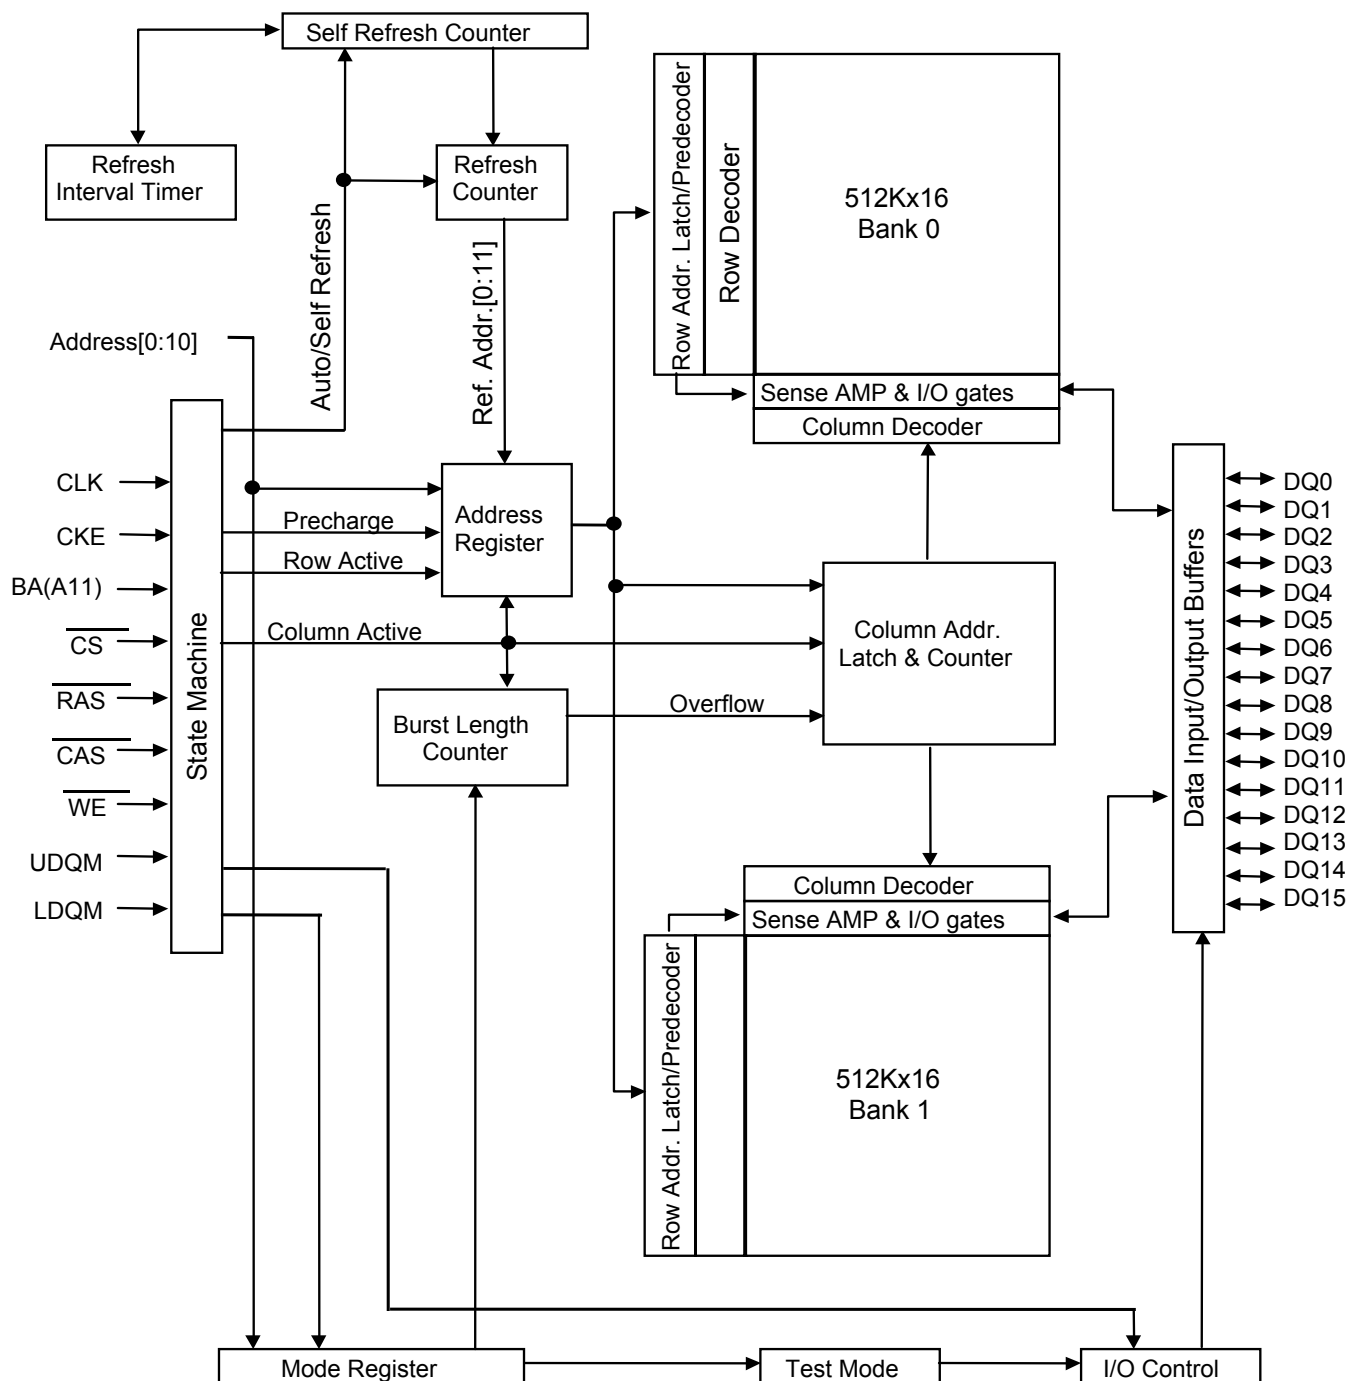 Self Refresh Counter
Refresh
Interval Timer
Refresh
Counter
Auto/Self Refresh
Ref. Addr.[0:11]
Address[0:10]
Row Addr. Latch/Predecoder
Row Decoder
512Kx16
Bank 0
Sense AMP & I/O gates
Column Decoder
CLK
CKE
BA(A11)
CS
RAS
CAS
WE
UDQM
LDQM
State Machine
Precharge
Row Active
Column Active
Address
Register
Burst Length
Counter
Overflow
Column Addr.
Latch & Counter
Data Input/Output Buffers
DQ0
DQ1
DQ2
DQ3
DQ4
DQ5
DQ6
DQ7
DQ8
DQ9
DQ10
DQ11
DQ12
DQ13
DQ14
DQ15
Column Decoder
Sense AMP & I/O gates
Row Addr. Latch/Predecoder
512Kx16
Bank 1
Mode Register
Test Mode
I/O Control